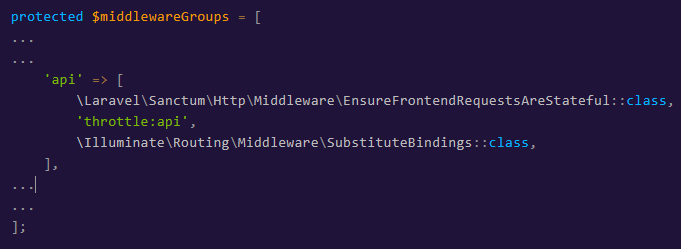 protected $middlewareGroups = [
...
...
    'api' => [
        \Laravel\Sanctum\Http\Middleware\EnsureFrontendRequestsAreStateful::class,
        'throttle:api',
        \Illuminate\Routing\Middleware\SubstituteBindings::class,
    ],
...
...
];